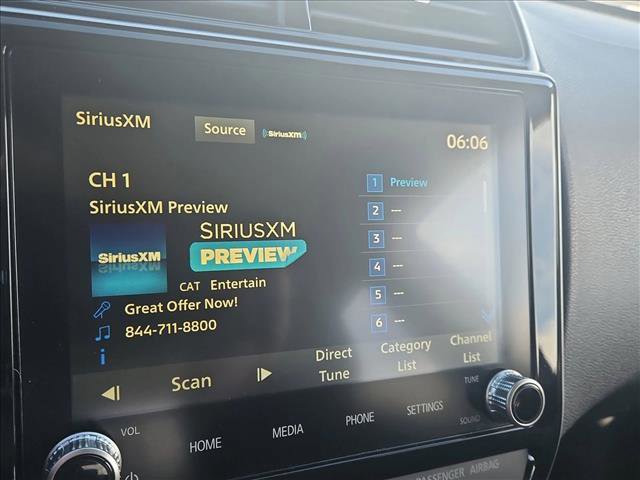 SiriusXM
Source
SiriusXM
06:06
CH 1
SiriusXM Preview
SiriusXM
SIRIUSXM
PREVIEW
CAT Entertain
Great Offer Now!
844-711-8800
1 Preview
2 ---
3 ---
4 ---
5 ---
6 ---
Scan
Direct
Tune
Category
List
Channel
List
VOL
HOME
MEDIA
PHONE
SETTINGS
TUNE
SOUND
PASSENGER AIRBAG